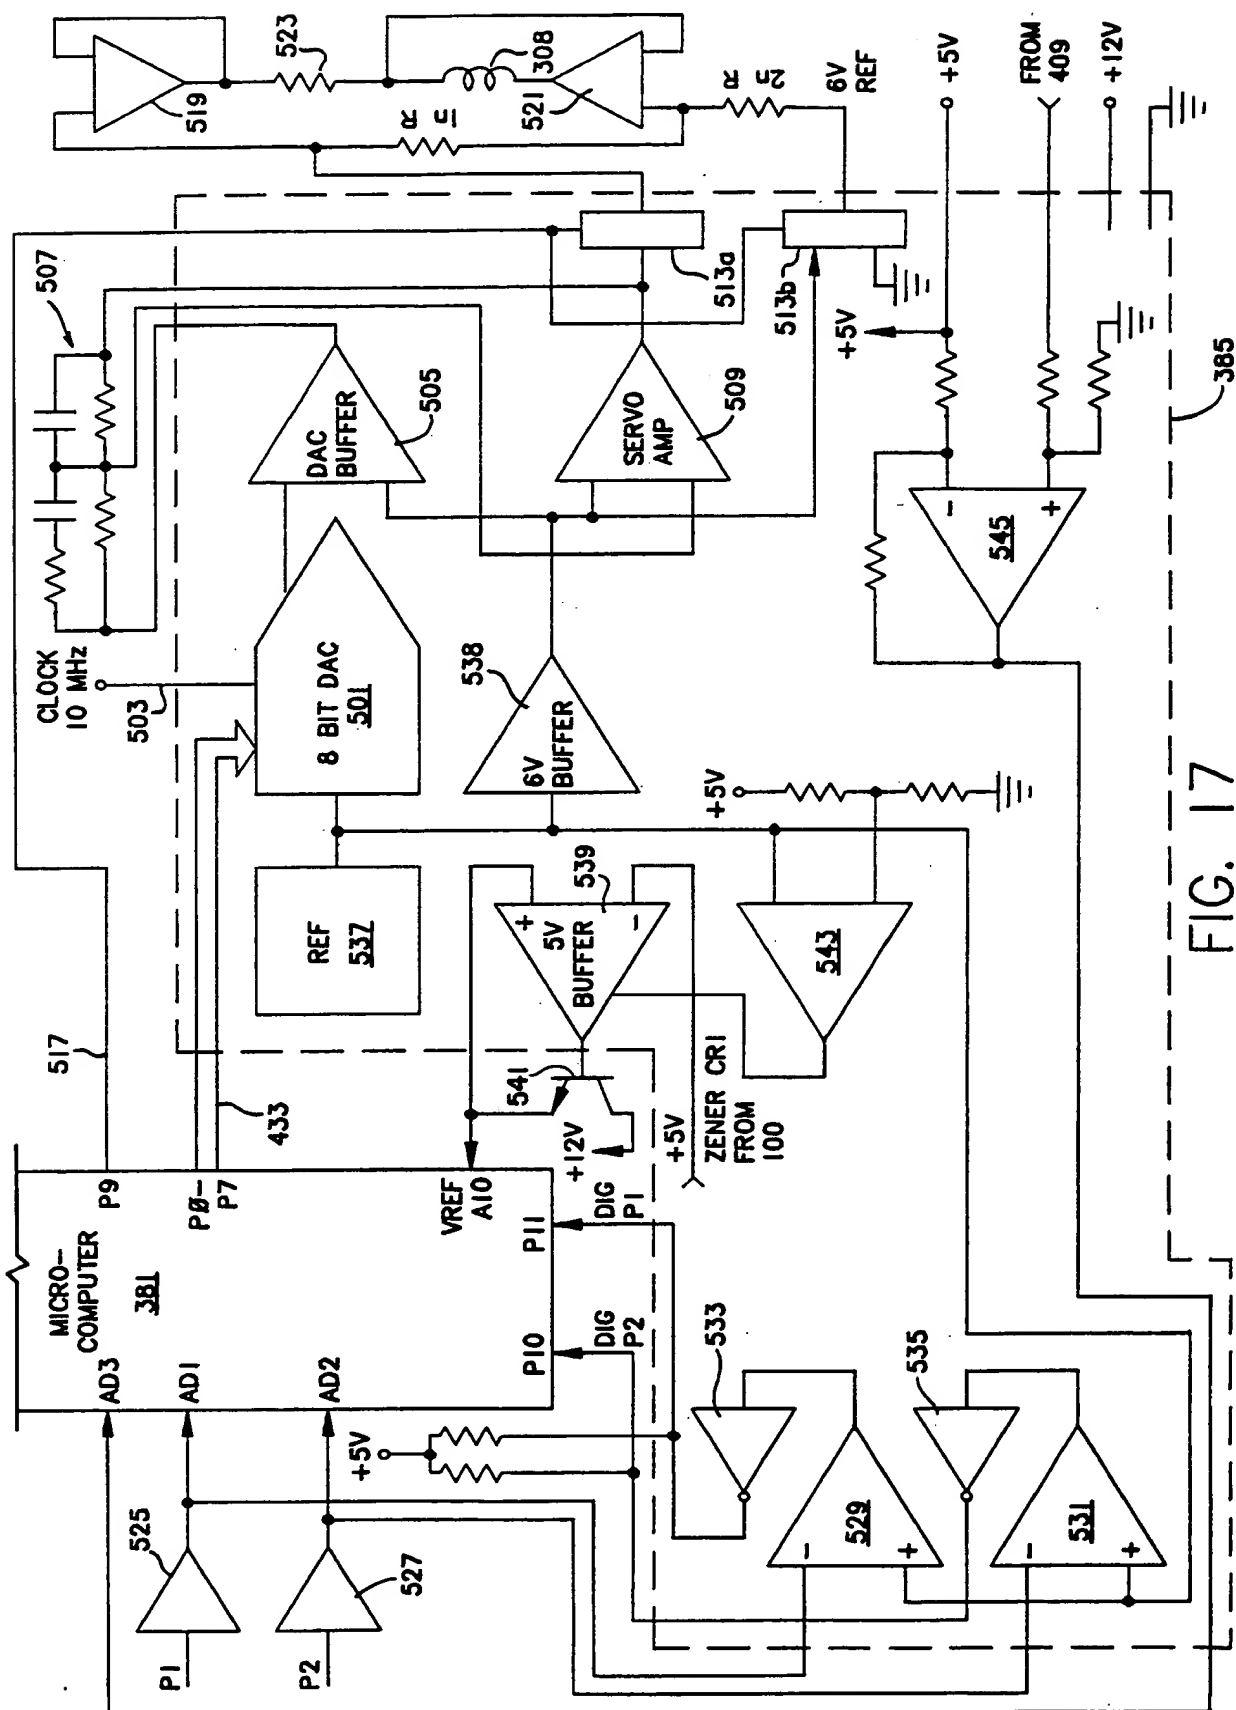 MICRO-
COMPUTER
381
AD3
AD1
AD2
P9
PØ-
P7
VREF
A10
P11
P10
DIG
P1
DIG
P2
517
433
P1
525
P2
527
+5V
CLOCK
10 MHz
503
507
REF
537
8 BIT DAC
501
DAC
BUFFER
505
6V BUFFER
538
SERVO
AMP
509
513a
513b
519
523
308
521
6V
REF
+5V
FROM
409
+12V
+
5V
BUFFER
-
539
541
+12V
+5V
ZENER CR1
FROM
100
543
+5V
+5V
-
+
545
385
533
-
+
529
535
-
+
531
FIG. 17